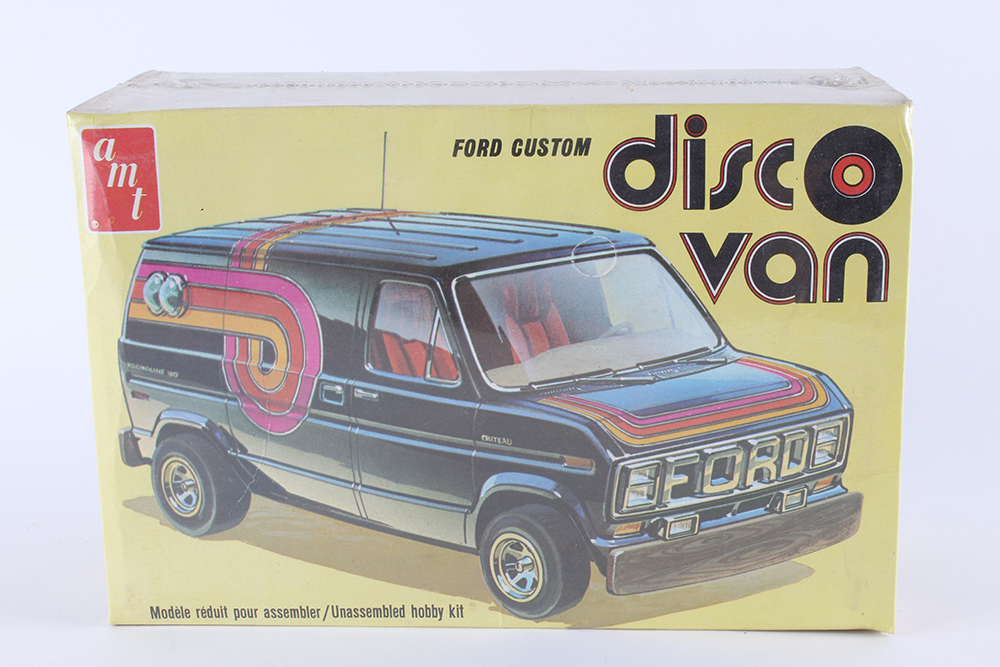 amt
FORD CUSTOM
disco
van
ECONOLINE 150
CHATEAU
FORD
Modèle réduit pour assembler/Unassembled hobby kit